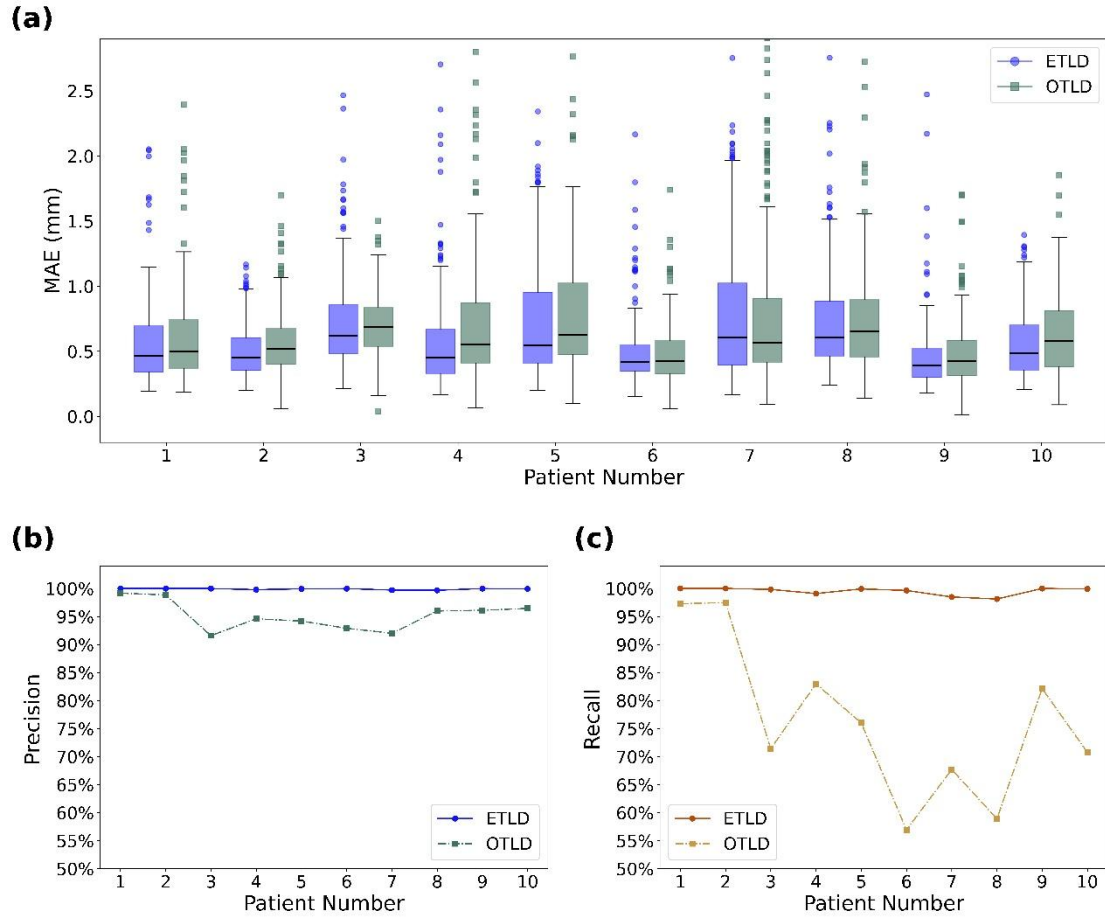 (a)
ETLD
OTLD
2.5
2.0
1.5
1.0
0.5
0.0
MAE (mm)
1 2 3 4 5 6 7 8 9 10
Patient Number
(b)
100%
95%
90%
85%
80%
75%
70%
65%
60%
55%
50%
Precision
ETLD
OTLD
1 2 3 4 5 6 7 8 9 10
Patient Number
(c)
100%
95%
90%
85%
80%
75%
70%
65%
60%
55%
50%
Recall
ETLD
OTLD
1 2 3 4 5 6 7 8 9 10
Patient Number